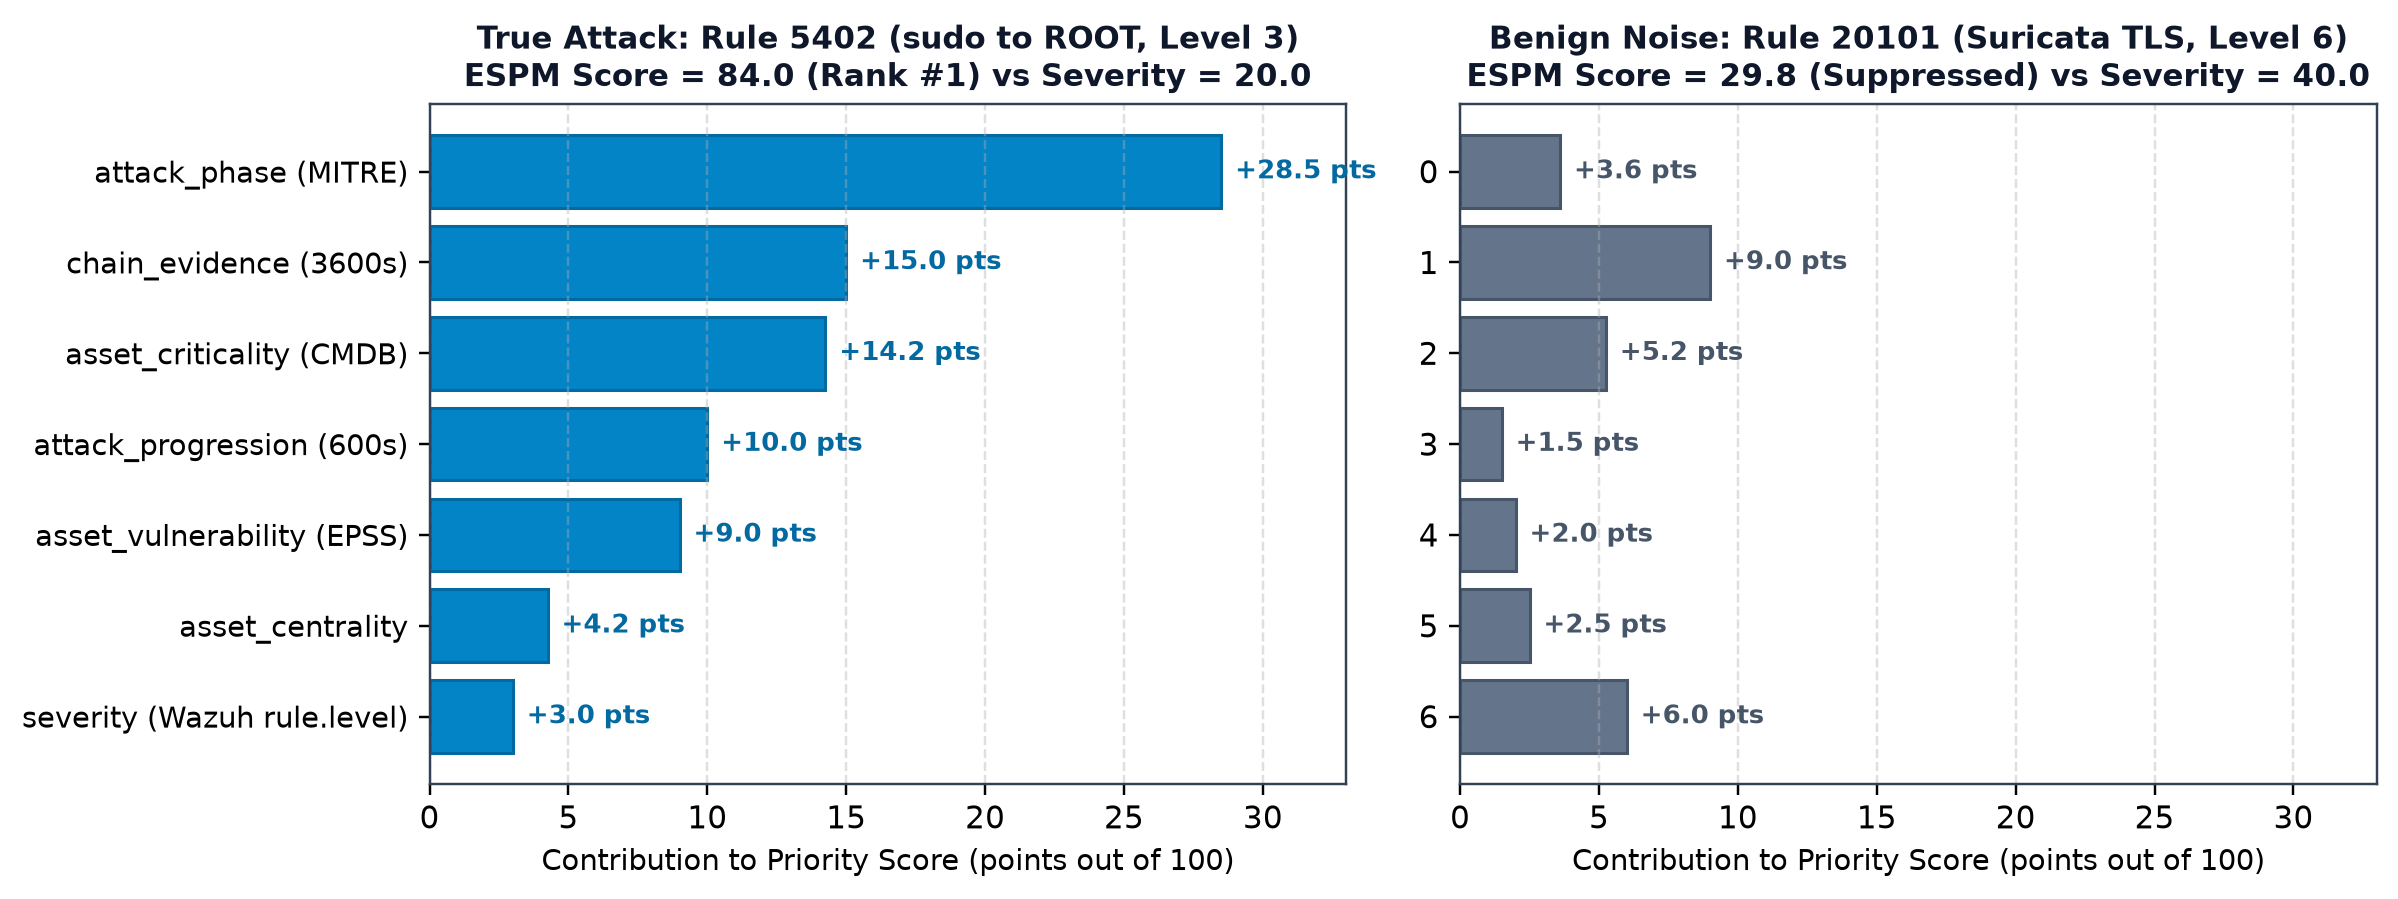 True Attack: Rule 5402 (sudo to ROOT, Level 3)
ESPM Score = 84.0 (Rank #1) vs Severity = 20.0
attack_phase (MITRE)
+28.5 pts
chain_evidence (3600s)
+15.0 pts
asset_criticality (CMDB)
+14.2 pts
attack_progression (600s)
+10.0 pts
asset_vulnerability (EPSS)
+9.0 pts
asset_centrality
+4.2 pts
severity (Wazuh rule.level)
+3.0 pts
0 5 10 15 20 25 30
Contribution to Priority Score (points out of 100)
Benign Noise: Rule 20101 (Suricata TLS, Level 6)
ESPM Score = 29.8 (Suppressed) vs Severity = 40.0
0 +3.6 pts
1 +9.0 pts
2 +5.2 pts
3 +1.5 pts
4 +2.0 pts
5 +2.5 pts
6 +6.0 pts
0 5 10 15 20 25 30
Contribution to Priority Score (points out of 100)